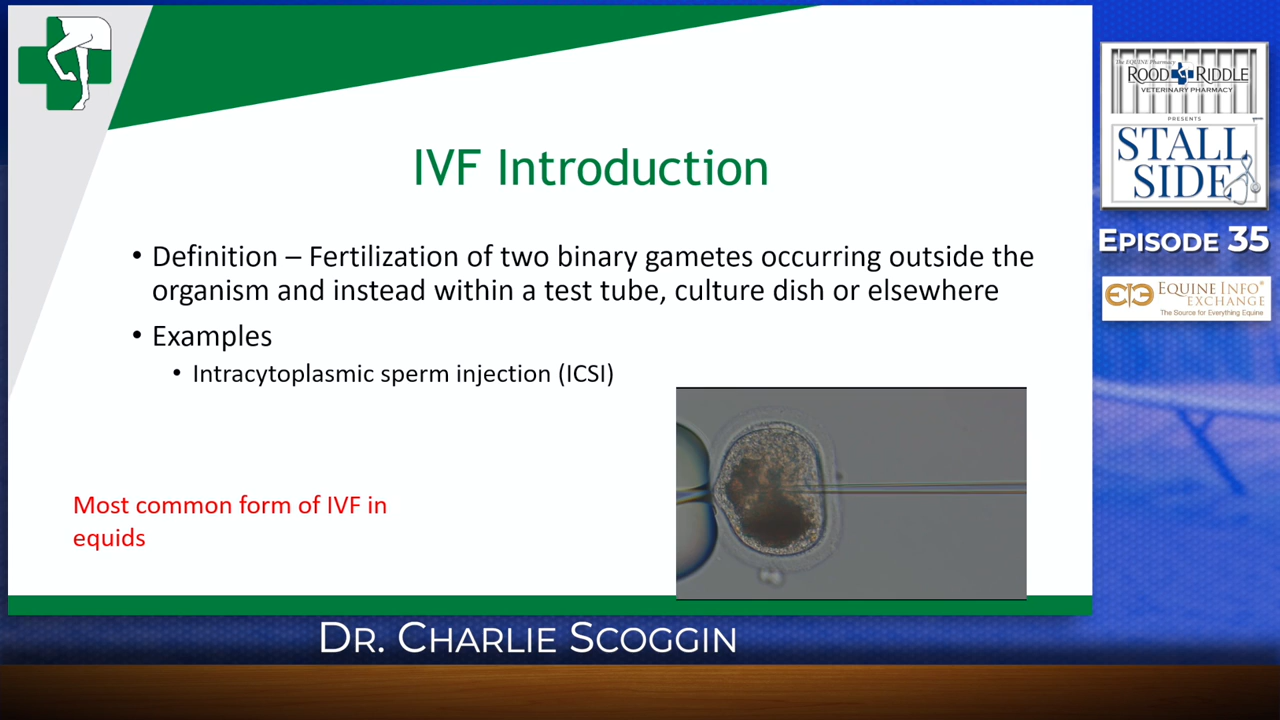 IVF Introduction
• Definition – Fertilization of two binary gametes occurring outside the
organism and instead within a test tube, culture dish or elsewhere
• Examples
• Intracytoplasmic sperm injection (ICSI)
Most common form of IVF in
equids
DR. CHARLIE SCOGGIN
The EQUINE Pharmacy
ROOD RIDDLE
VETERINARY PHARMACY
PRESENTS
STALL
SIDE
EPISODE 35
EIE EQUINE INFO
EXCHANGE
The Source for Everything Equine